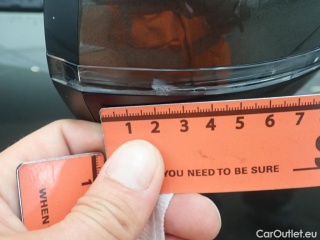 1 2 3 4 5 6 7
YOU NEED TO BE SURE
WHEN
CarOutlet.eu